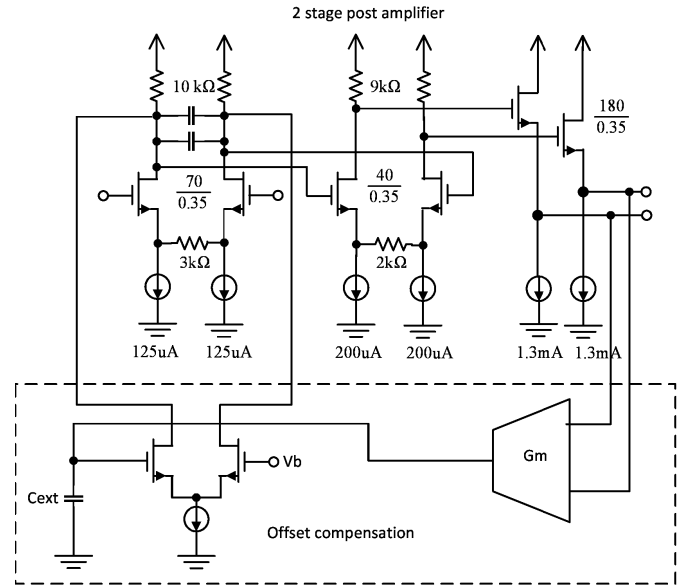 2 stage post amplifier
10 kΩ
9kΩ
180
0.35
70
0.35
40
0.35
3kΩ
2kΩ
125uA
125uA
200uA
200uA
1.3mA
1.3mA
Gm
Vb
Cext
Offset compensation